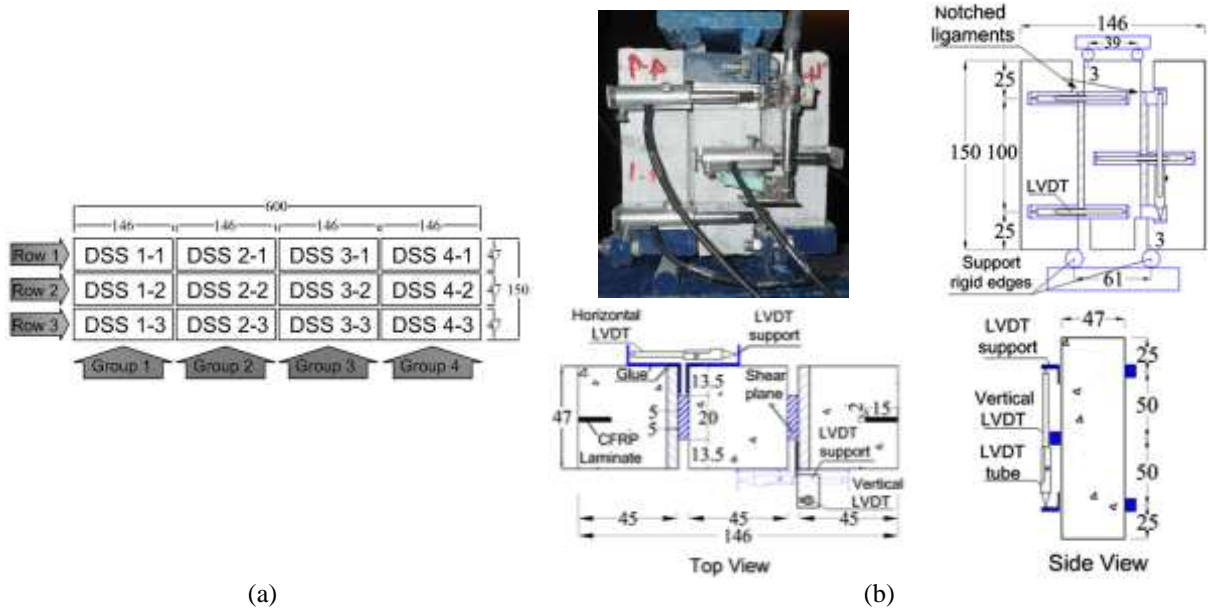 600
146 146 146 146
Row 1 DSS 1-1 DSS 2-1 DSS 3-1 DSS 4-1 47
Row 2 DSS 1-2 DSS 2-2 DSS 3-2 DSS 4-2 47 150
Row 3 DSS 1-3 DSS 2-3 DSS 3-3 DSS 4-3 47
Group 1 Group 2 Group 3 Group 4
(a)
Notched
ligaments
146
39
25
3
150 100
LVDT
25
3
Support
rigid edges
61
Horizontal
LVDT
LVDT
support
Glue
13.5
Shear
plane
47
5
20
5
2
15
CFRP
Laminate
13.5
LVDT
support
Vertical
LVDT
45 45 45
146
Top View
47
LVDT
support
25
Vertical
LVDT
50
LVDT
tube
50
25
Side View
(b)